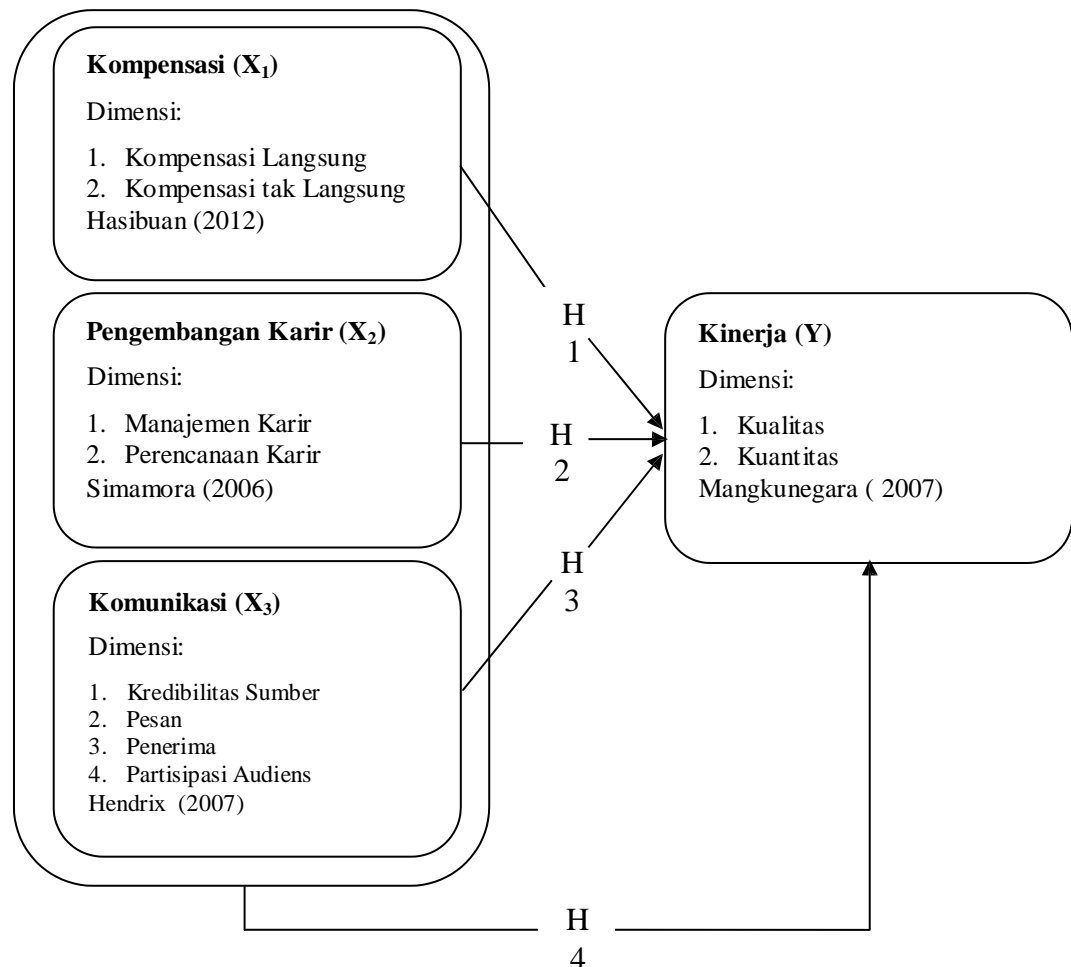 Kompensasi (X₁)
Dimensi:
1. Kompensasi Langsung
2. Kompensasi tak Langsung
Hasibuan (2012)
Pengembangan Karir (X₂)
Dimensi:
1. Manajemen Karir
2. Perencanaan Karir
Simamora (2006)
Komunikasi (X₃)
Dimensi:
1. Kredibilitas Sumber
2. Pesan
3. Penerima
4. Partisipasi Audiens
Hendrix (2007)
H
1
H
2
H
3
Kinerja (Y)
Dimensi:
1. Kualitas
2. Kuantitas
Mangkunegara ( 2007)
H
4